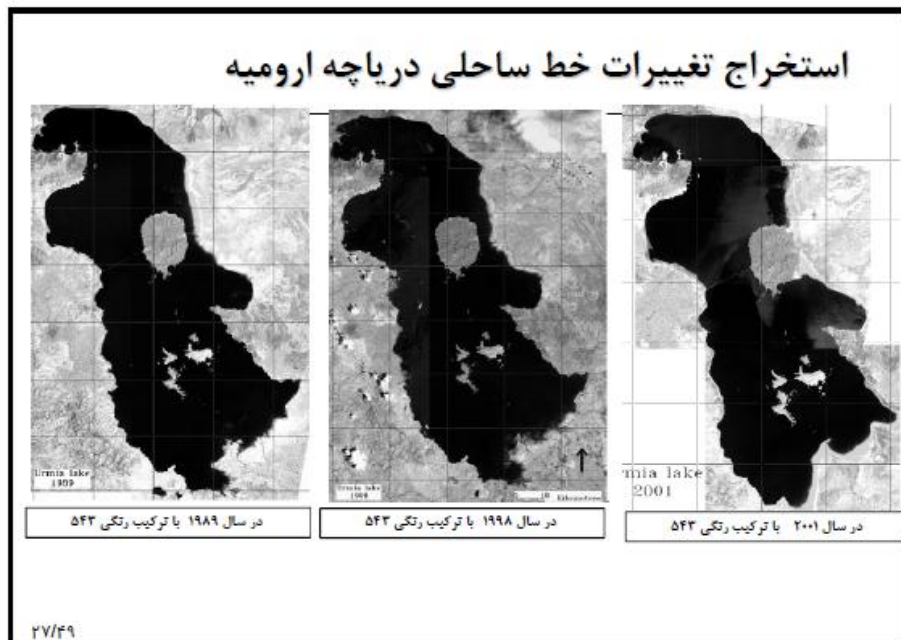 استخراج تغییرات خط ساحلی دریاچه ارومیه
Urmia lake
1989
Urmia lake
1998
10 Kilometers
mia lake
2001
در سال ۱۹۸۹ با ترکیب رنگی ۵۴۳
در سال ۱۹۹۸ با ترکیب رنگی ۵۴۳
در سال ۲۰۰۱ با ترکیب رنگی ۵۴۳
۲۷/۴۹